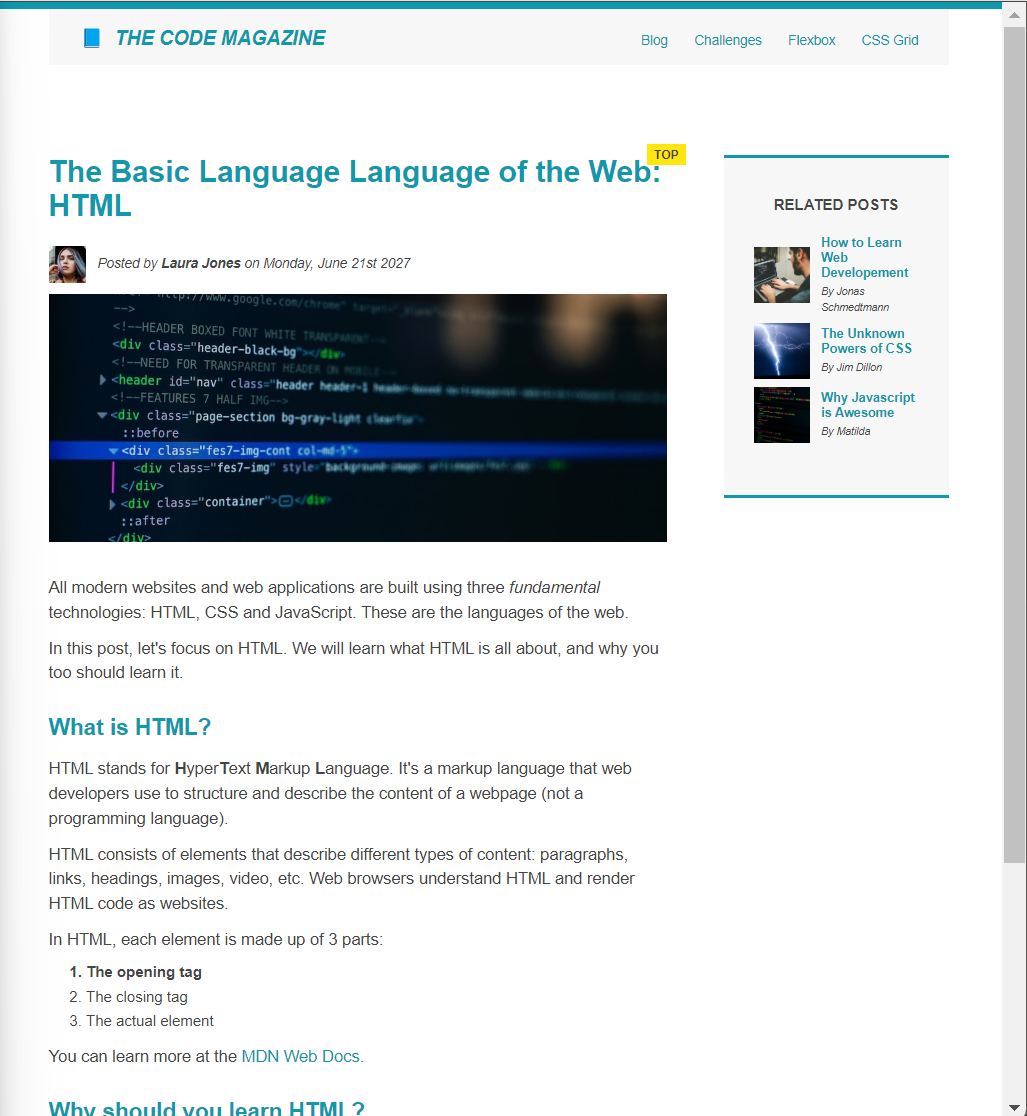 THE CODE MAGAZINE
Blog Challenges Flexbox CSS Grid
TOP
The Basic Language Language of the Web:
HTML
Posted by Laura Jones on Monday, June 21st 2027
http://www.google.com/chrome" target="_blank"
-->
<!--HEADER BOXED FONT WHITE TRANSPARENT-->
<div class="header-black-bg"></div>
<!--NEED FOR TRANSPARENT HEADER ON MOBILE-->
<header id="nav" class="header header-1
<!--FEATURES 7 HALF IMG-->
<div class="page-section bg-gray-light clearfix">
::before
<div class="fes7-img-cont col-md-5">
<div class="fes7-img" style="background-image:
</div>
<div class="container"></div>
::after
</div>
All modern websites and web applications are built using three fundamental
technologies: HTML, CSS and JavaScript. These are the languages of the web.
In this post, let's focus on HTML. We will learn what HTML is all about, and why you
too should learn it.
What is HTML?
HTML stands for HyperText Markup Language. It's a markup language that web
developers use to structure and describe the content of a webpage (not a
programming language).
HTML consists of elements that describe different types of content: paragraphs,
links, headings, images, video, etc. Web browsers understand HTML and render
HTML code as websites.
In HTML, each element is made up of 3 parts:
1. The opening tag
2. The closing tag
3. The actual element
You can learn more at the MDN Web Docs.
Why should you learn HTML?
RELATED POSTS
How to Learn
Web
Developement
By Jonas
Schmedtmann
The Unknown
Powers of CSS
By Jim Dillon
Why Javascript
is Awesome
By Matilda